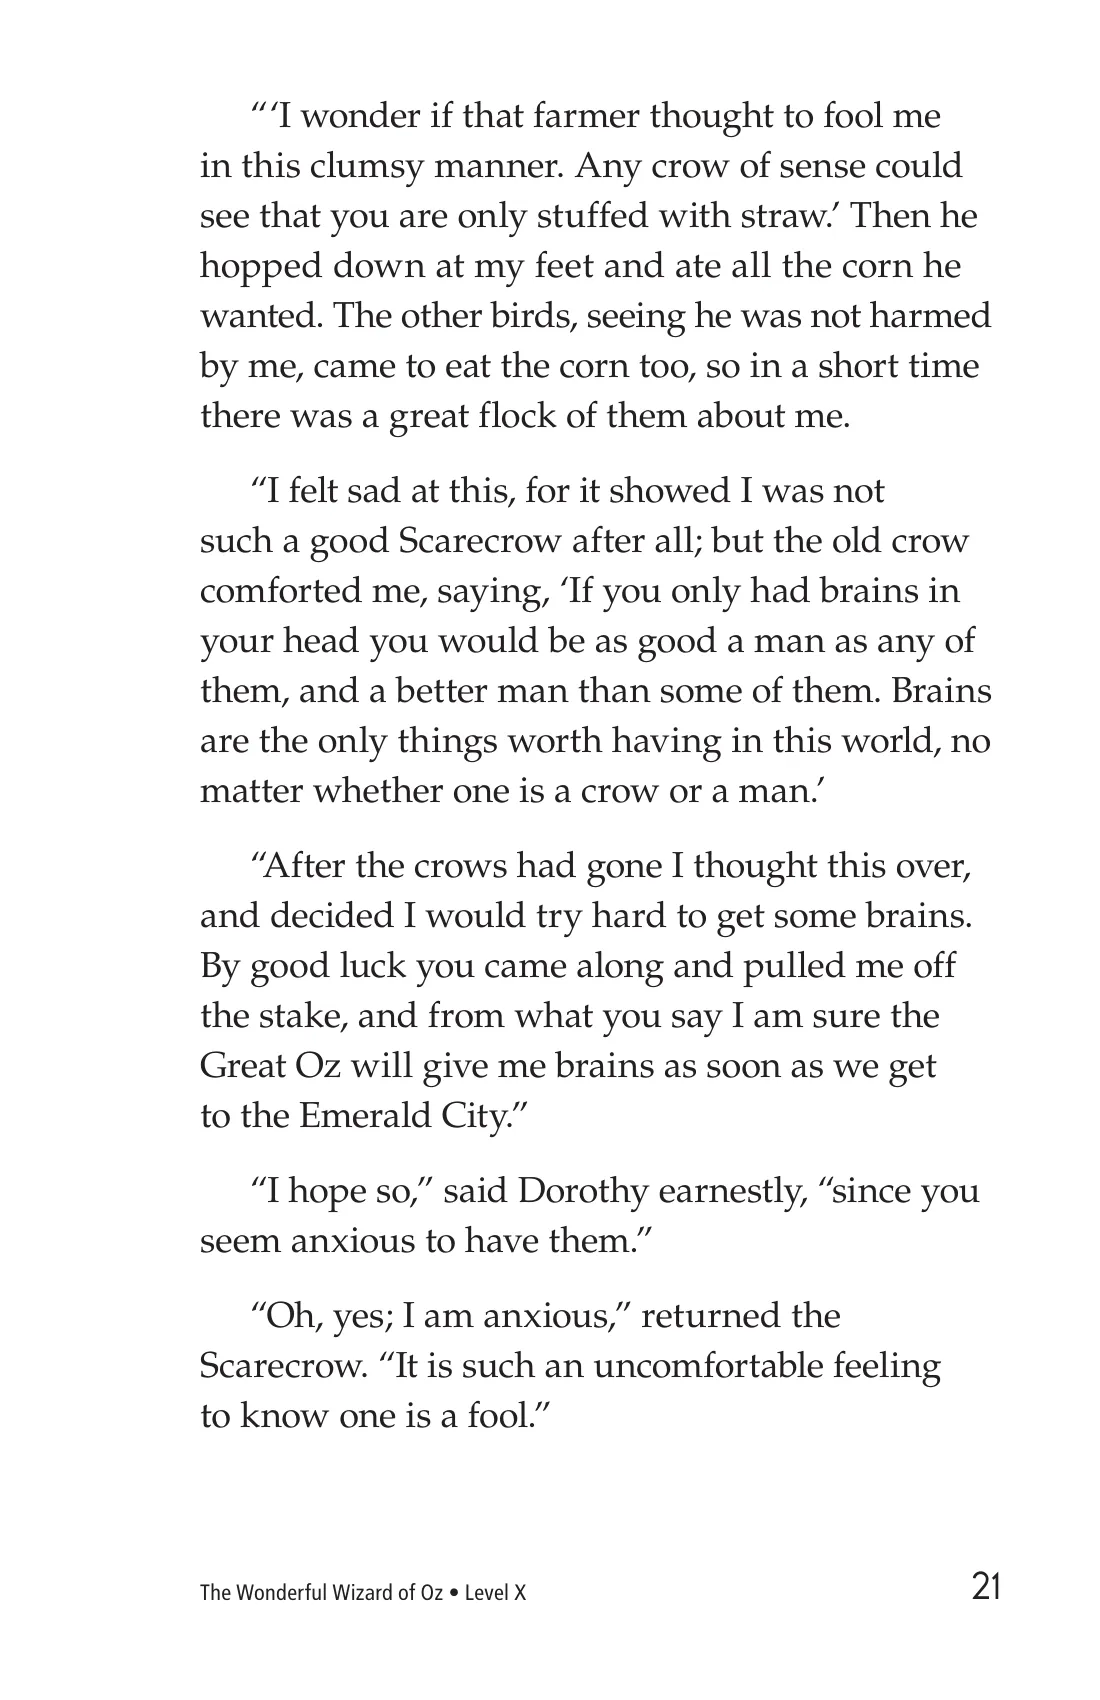 “‘I wonder if that farmer thought to fool me
in this clumsy manner. Any crow of sense could
see that you are only stuffed with straw.’ Then he
hopped down at my feet and ate all the corn he
wanted. The other birds, seeing he was not harmed
by me, came to eat the corn too, so in a short time
there was a great flock of them about me.
“I felt sad at this, for it showed I was not
such a good Scarecrow after all; but the old crow
comforted me, saying, ‘If you only had brains in
your head you would be as good a man as any of
them, and a better man than some of them. Brains
are the only things worth having in this world, no
matter whether one is a crow or a man.’
“After the crows had gone I thought this over,
and decided I would try hard to get some brains.
By good luck you came along and pulled me off
the stake, and from what you say I am sure the
Great Oz will give me brains as soon as we get
to the Emerald City.”
“I hope so,” said Dorothy earnestly, “since you
seem anxious to have them.”
“Oh, yes; I am anxious,” returned the
Scarecrow. “It is such an uncomfortable feeling
to know one is a fool.”
The Wonderful Wizard of Oz • Level X 21